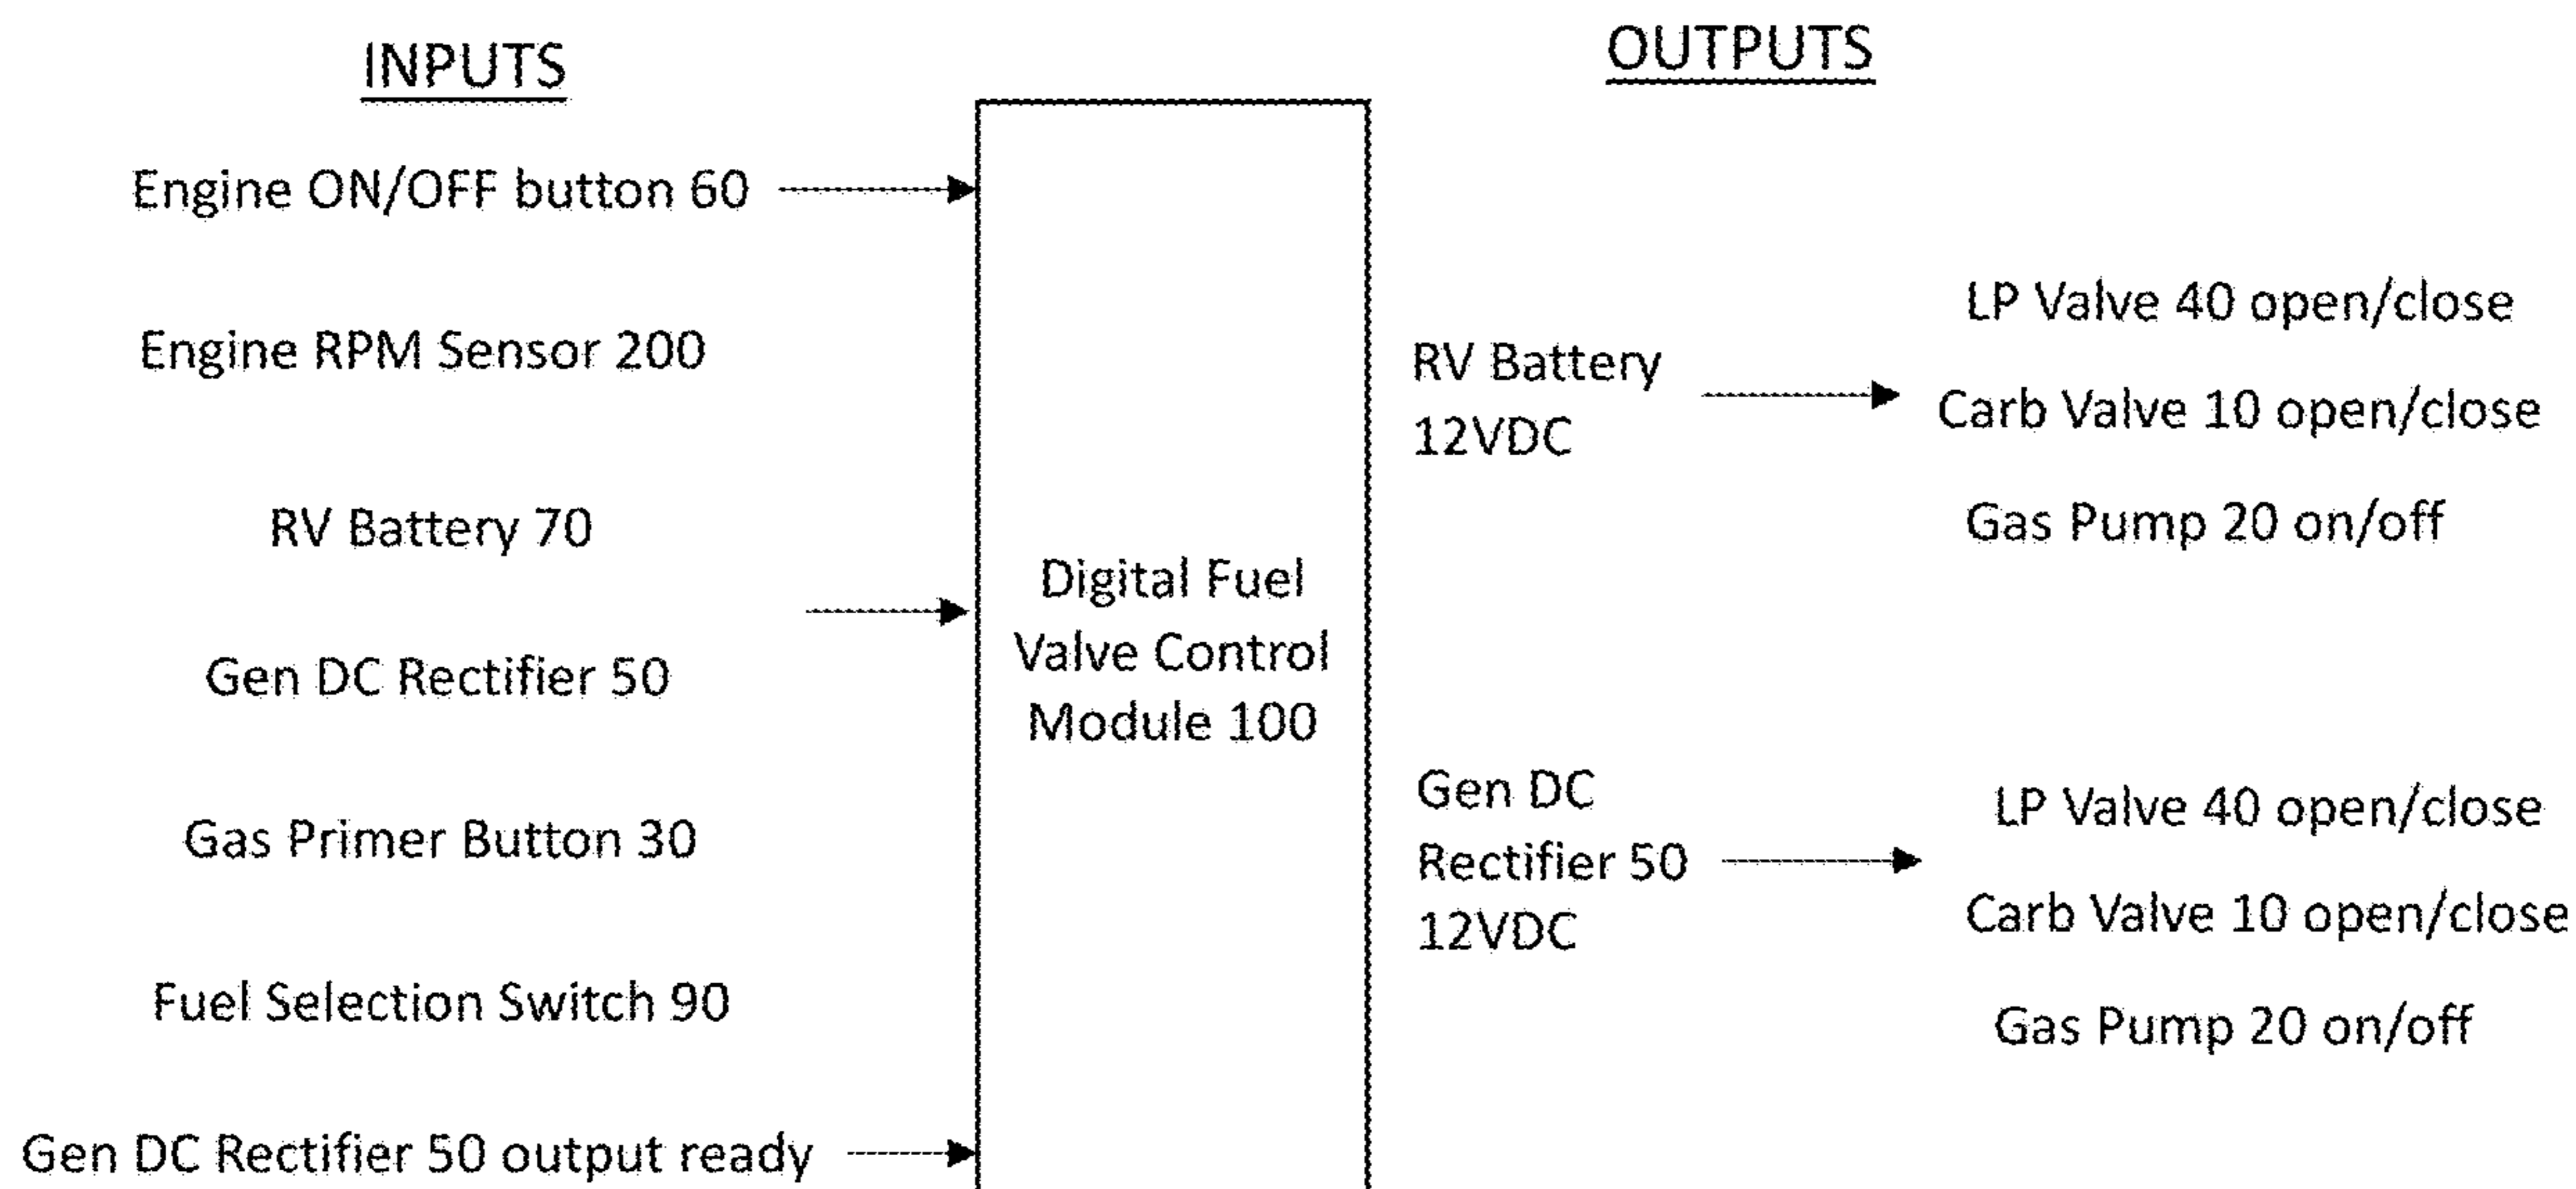 INPUTS
Engine ON/OFF button 60
Engine RPM Sensor 200
RV Battery 70
Gen DC Rectifier 50
Gas Primer Button 30
Fuel Selection Switch 90
Gen DC Rectifier 50 output ready
Digital Fuel
Valve Control
Module 100
OUTPUTS
RV Battery
12VDC
LP Valve 40 open/close
Carb Valve 10 open/close
Gas Pump 20 on/off
Gen DC
Rectifier 50
12VDC
LP Valve 40 open/close
Carb Valve 10 open/close
Gas Pump 20 on/off